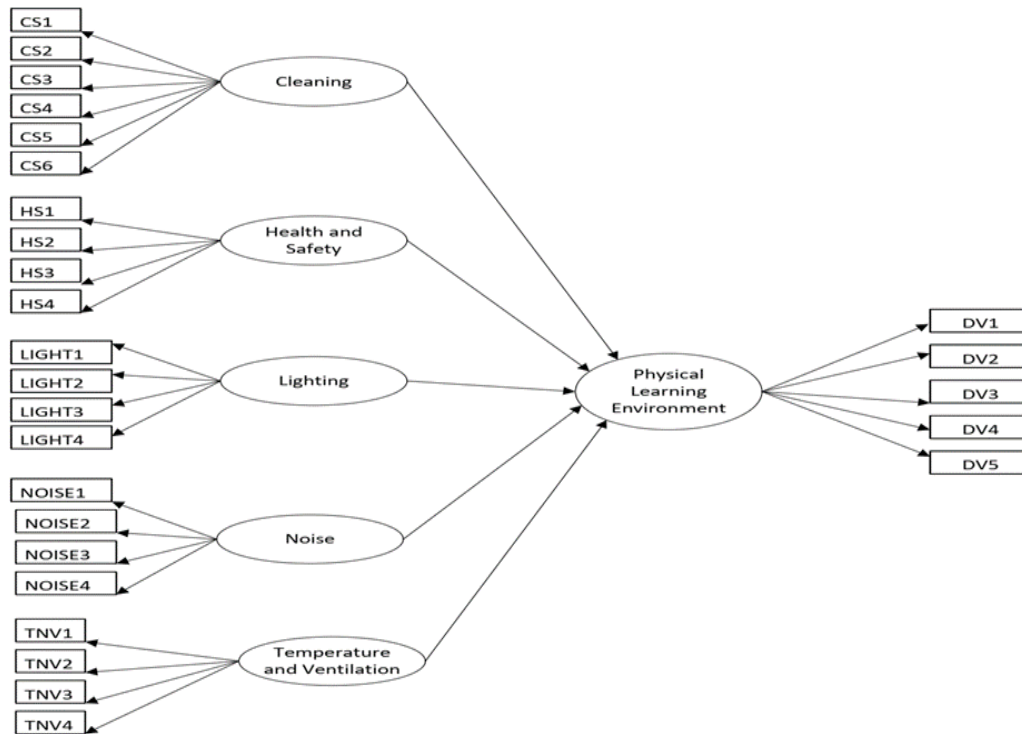 CS1
CS2
CS3
CS4
CS5
CS6
Cleaning
HS1
HS2
HS3
HS4
Health and
Safety
LIGHT1
LIGHT2
LIGHT3
LIGHT4
Lighting
NOISE1
NOISE2
NOISE3
NOISE4
Noise
TNV1
TNV2
TNV3
TNV4
Temperature
and Ventilation
Physical
Learning
Environment
DV1
DV2
DV3
DV4
DV5